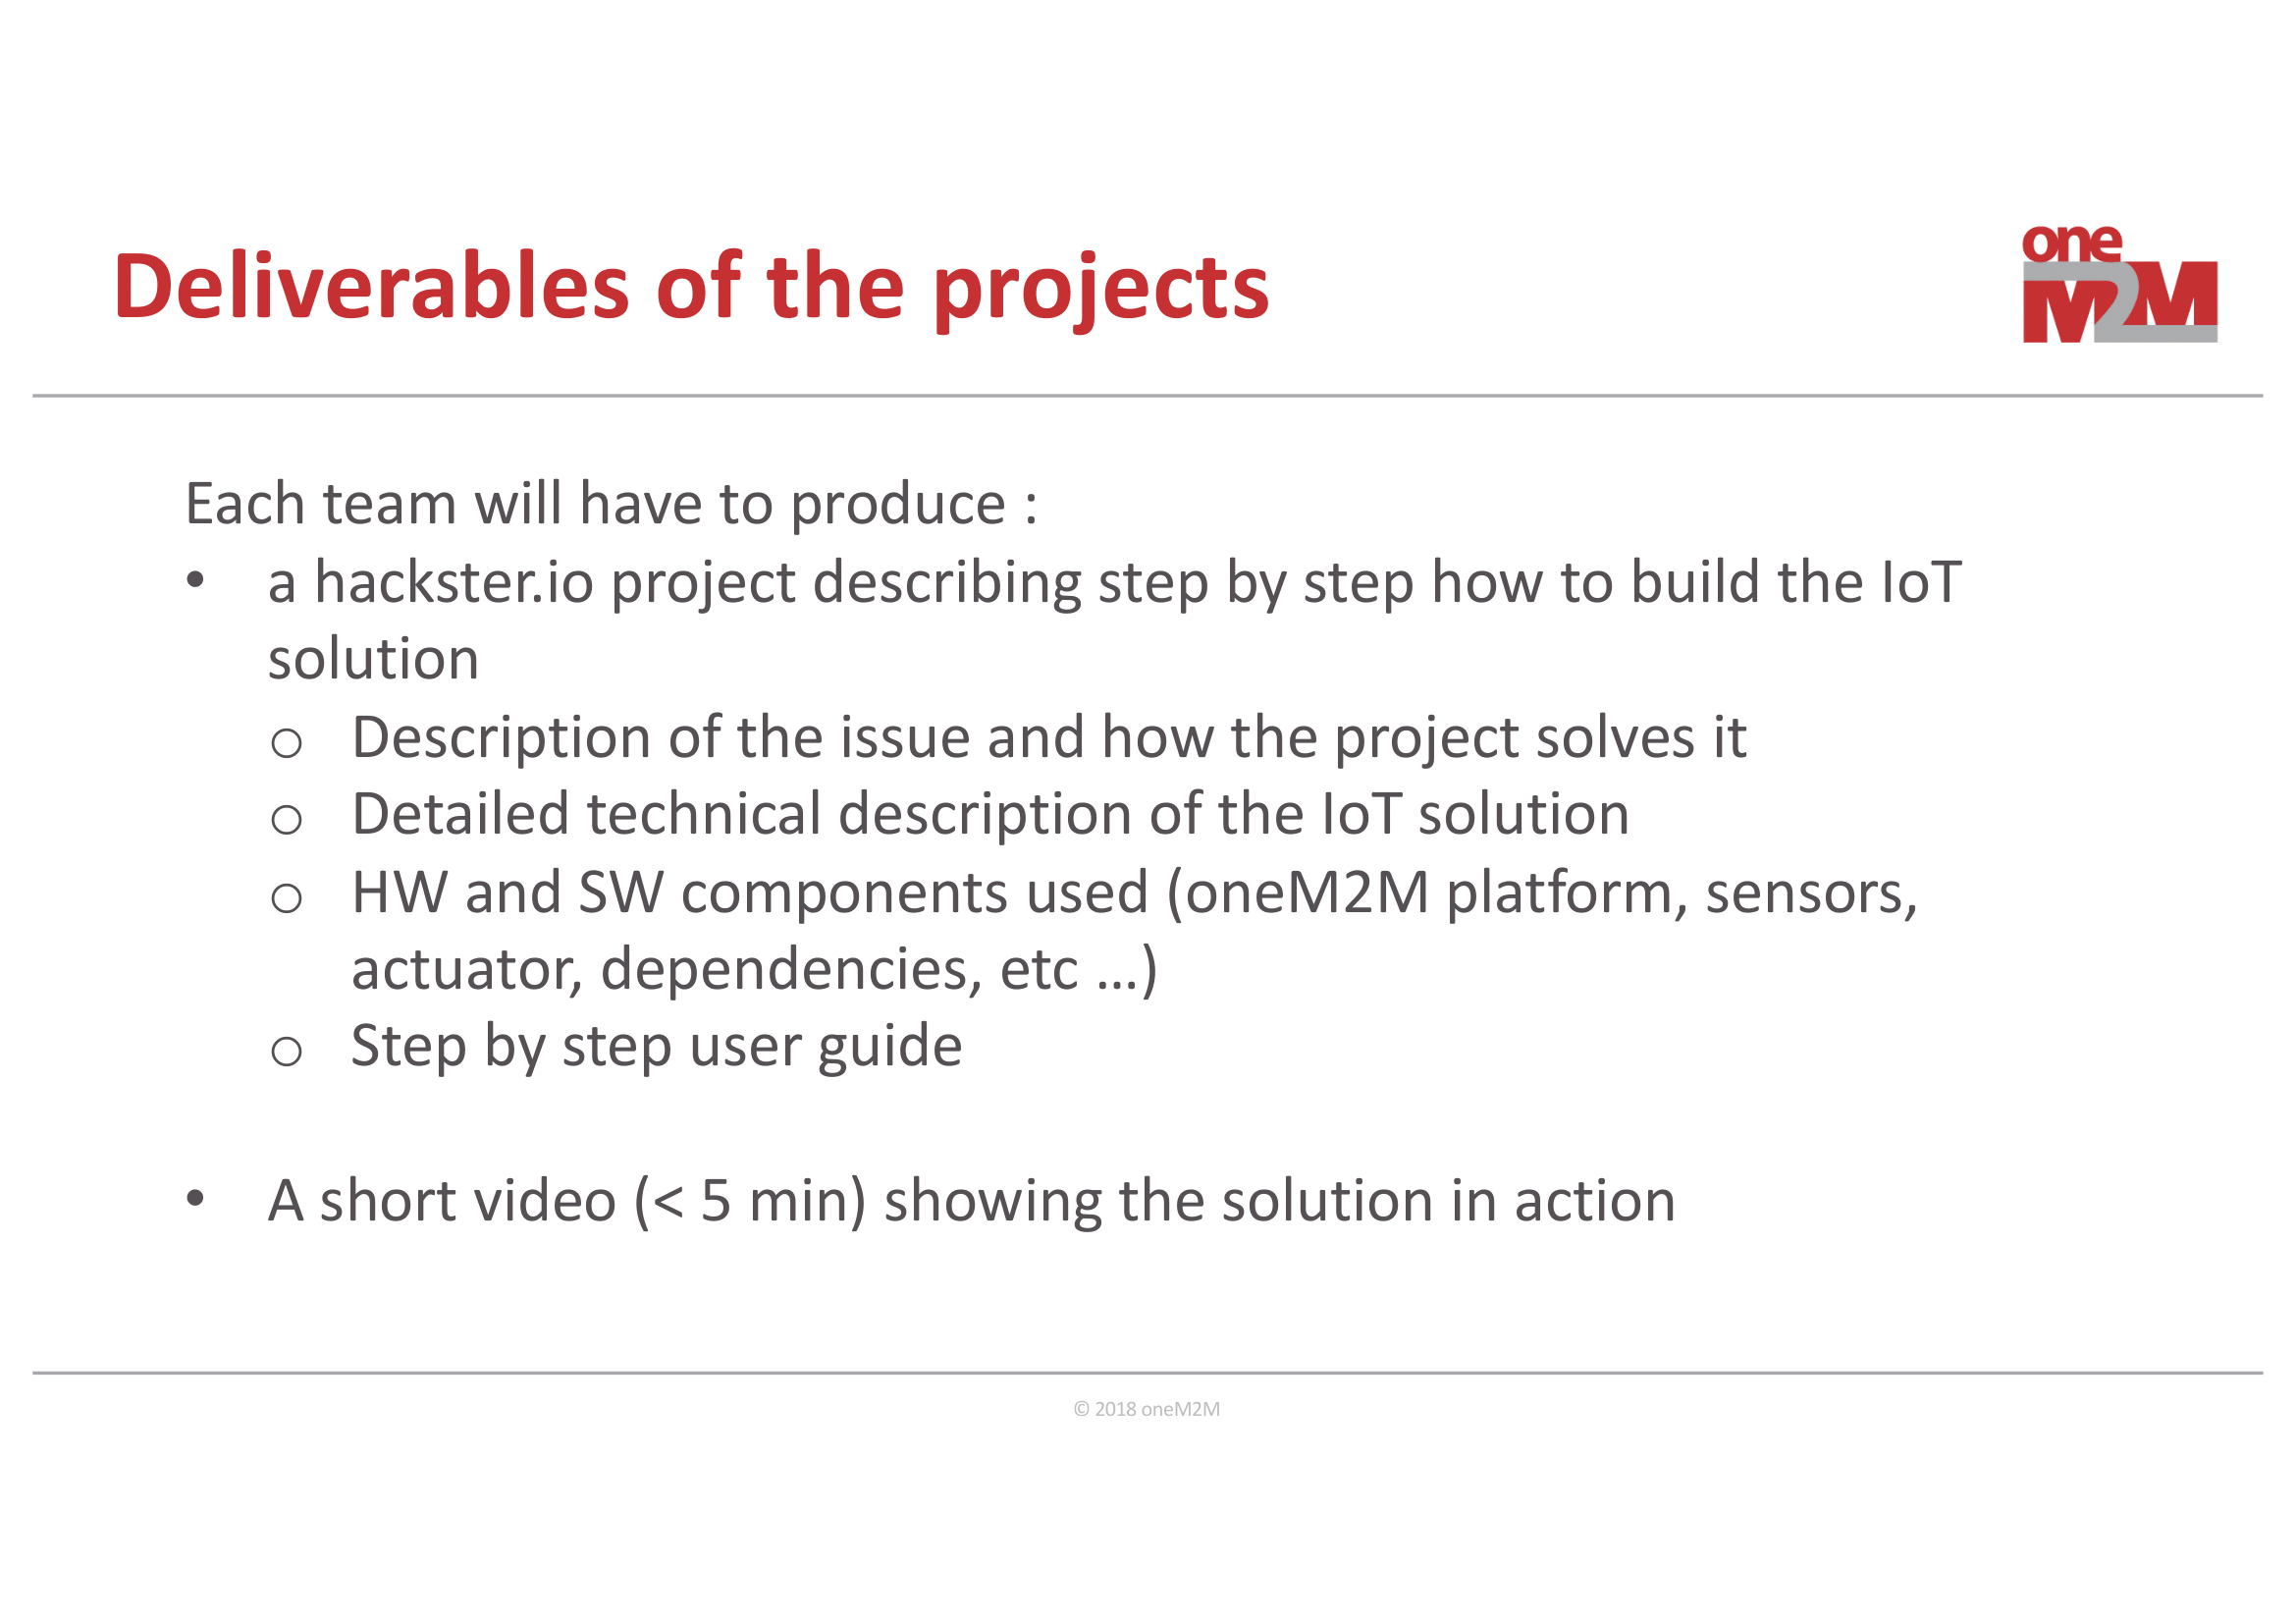 Deliverables of the projects
one
M2M
Each team will have to produce :
• a hackster.io project describing step by step how to build the IoT
solution
○ Description of the issue and how the project solves it
○ Detailed technical description of the IoT solution
○ HW and SW components used (oneM2M platform, sensors,
actuator, dependencies, etc ...)
○ Step by step user guide
• A short video (< 5 min) showing the solution in action
© 2018 oneM2M